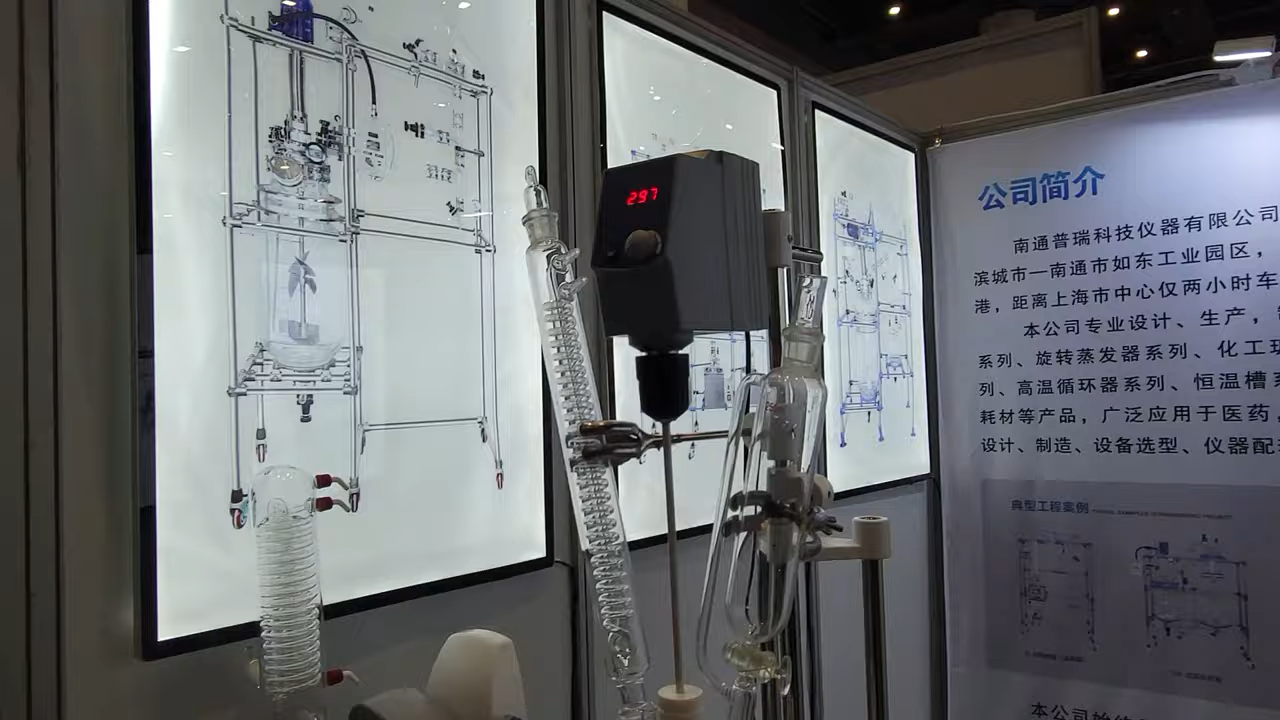 297
公司简介
南通普瑞科技仪器有限公司
滨城市一南通市如东工业园区，
港，距离上海市中心仅两小时车
本公司专业设计、生产，
系列、旋转蒸发器系列、化工玻
列、高温循环器系列、恒温槽系
耗材等产品，广泛应用于医药
设计、制造、设备选型、仪器配
典型工程案例
本公司始终